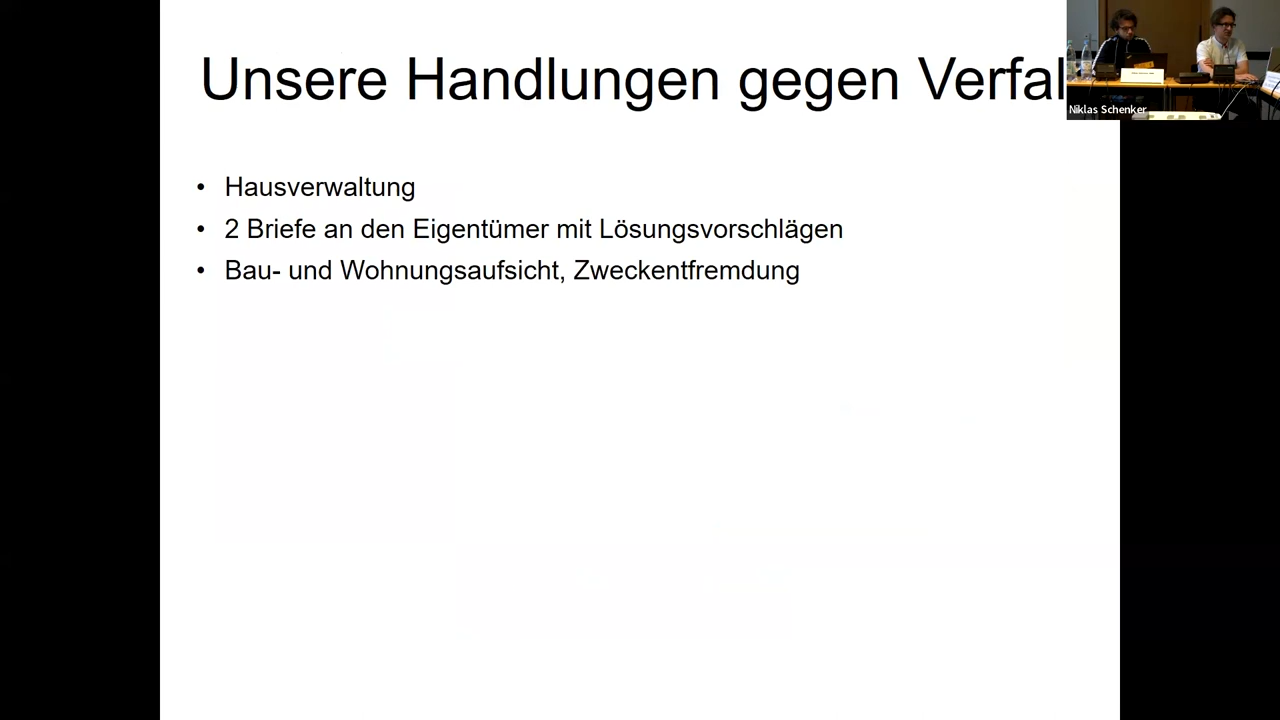 Unsere Handlungen gegen Verfal
Niklas Schenker
• Hausverwaltung
• 2 Briefe an den Eigentümer mit Lösungsvorschlägen
• Bau- und Wohnungsaufsicht, Zweckentfremdung